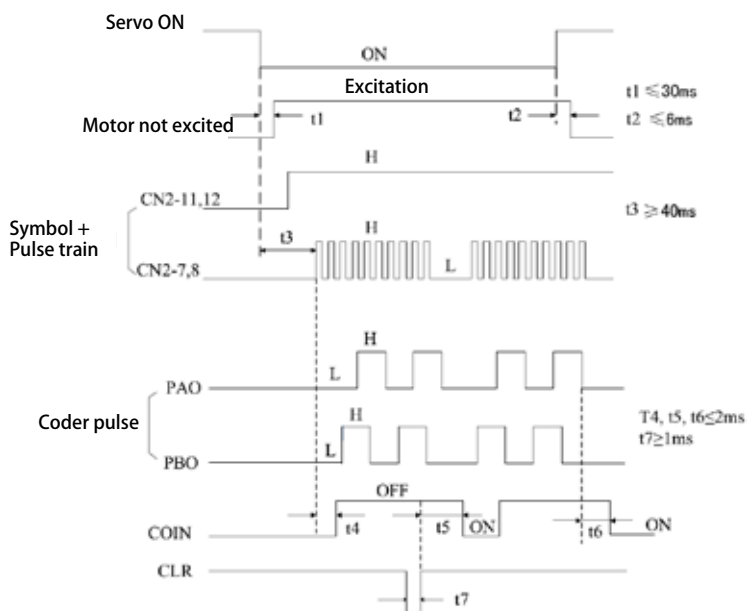 Servo ON
ON
Excitation
t1 ≤30ms
Motor not excited
t1
t2
t2 ≤6ms
H
CN2-11,12
t3 ≥40ms
Symbol +
Pulse train
t3
H
CN2-7,8
L
H
L
PAO
Coder pulse
H
T4, t5, t6≤2ms
t7≥1ms
L
PBO
OFF
COIN
t4
t5
ON
t6
ON
CLR
t7